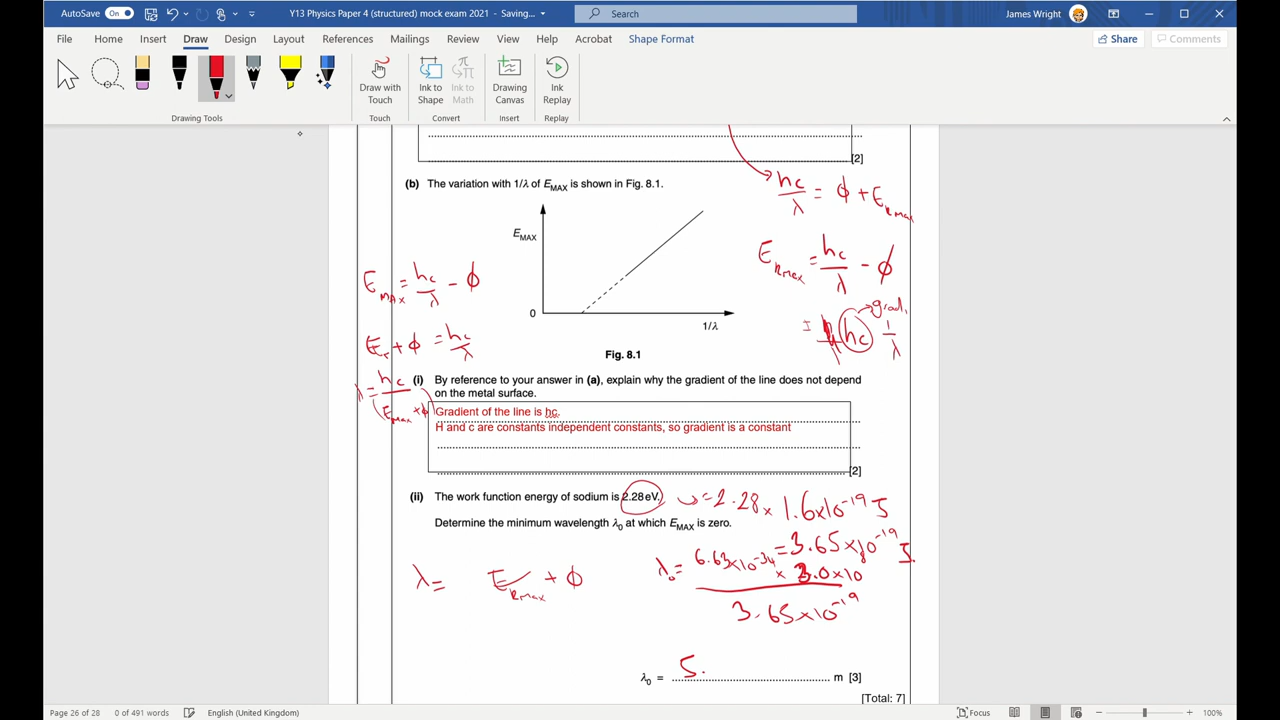 AutoSave On Y13 Physics Paper 4 (structured) mock exam 2021 - Saving... Search James Wright
File Home Insert Draw Design Layout References Mailings Review View Help Acrobat Shape Format Share Comments
Draw with Touch
Ink to Shape
Ink to Math
Drawing Canvas
Ink Replay
Drawing Tools Touch Convert Insert Replay
[2]
hc/λ = ϕ + E_Kmax
(b) The variation with 1/λ of E_MAX is shown in Fig. 8.1.
E_MAX
0
1/λ
Fig. 8.1
E_Kmax = hc/λ - ϕ
= hc 1/λ
grad.
E_MAX = hc/λ - ϕ
+ ϕ = hc/λ
λ = hc/(E_max + ϕ)
(i) By reference to your answer in (a), explain why the gradient of the line does not depend
on the metal surface.
Gradient of the line is hc.
H and c are constants independent constants, so gradient is a constant
[2]
(ii) The work function energy of sodium is 2.28 eV.
= 2.28 × 1.6×10⁻¹⁹ J
= 3.65×10⁻¹⁹ J
Determine the minimum wavelength λ₀ at which E_MAX is zero.
λ = E_Kmax + ϕ
λ₀ = 6.63×10⁻³⁴ × 3.0×10
3.65×10⁻¹⁹
λ₀ = 5. m [3]
[Total: 7]
Page 26 of 28 0 of 491 words English (United Kingdom) Focus 100%